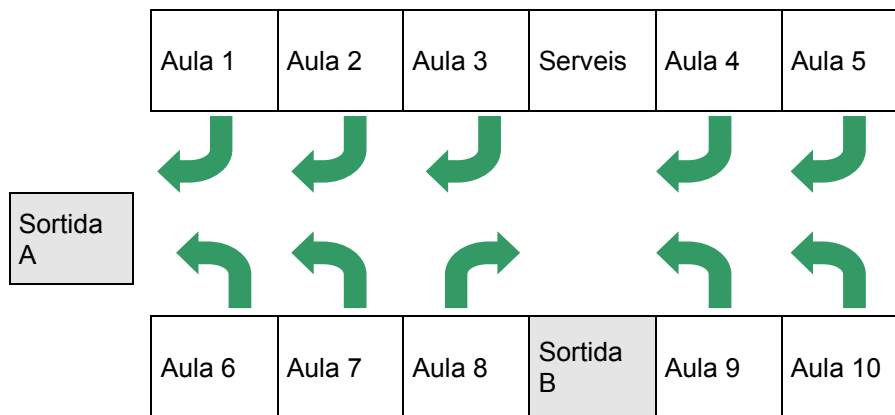 Aula 1
Aula 2
Aula 3
Serveis
Aula 4
Aula 5
Sortida
A
Aula 6
Aula 7
Aula 8
Sortida
B
Aula 9
Aula 10